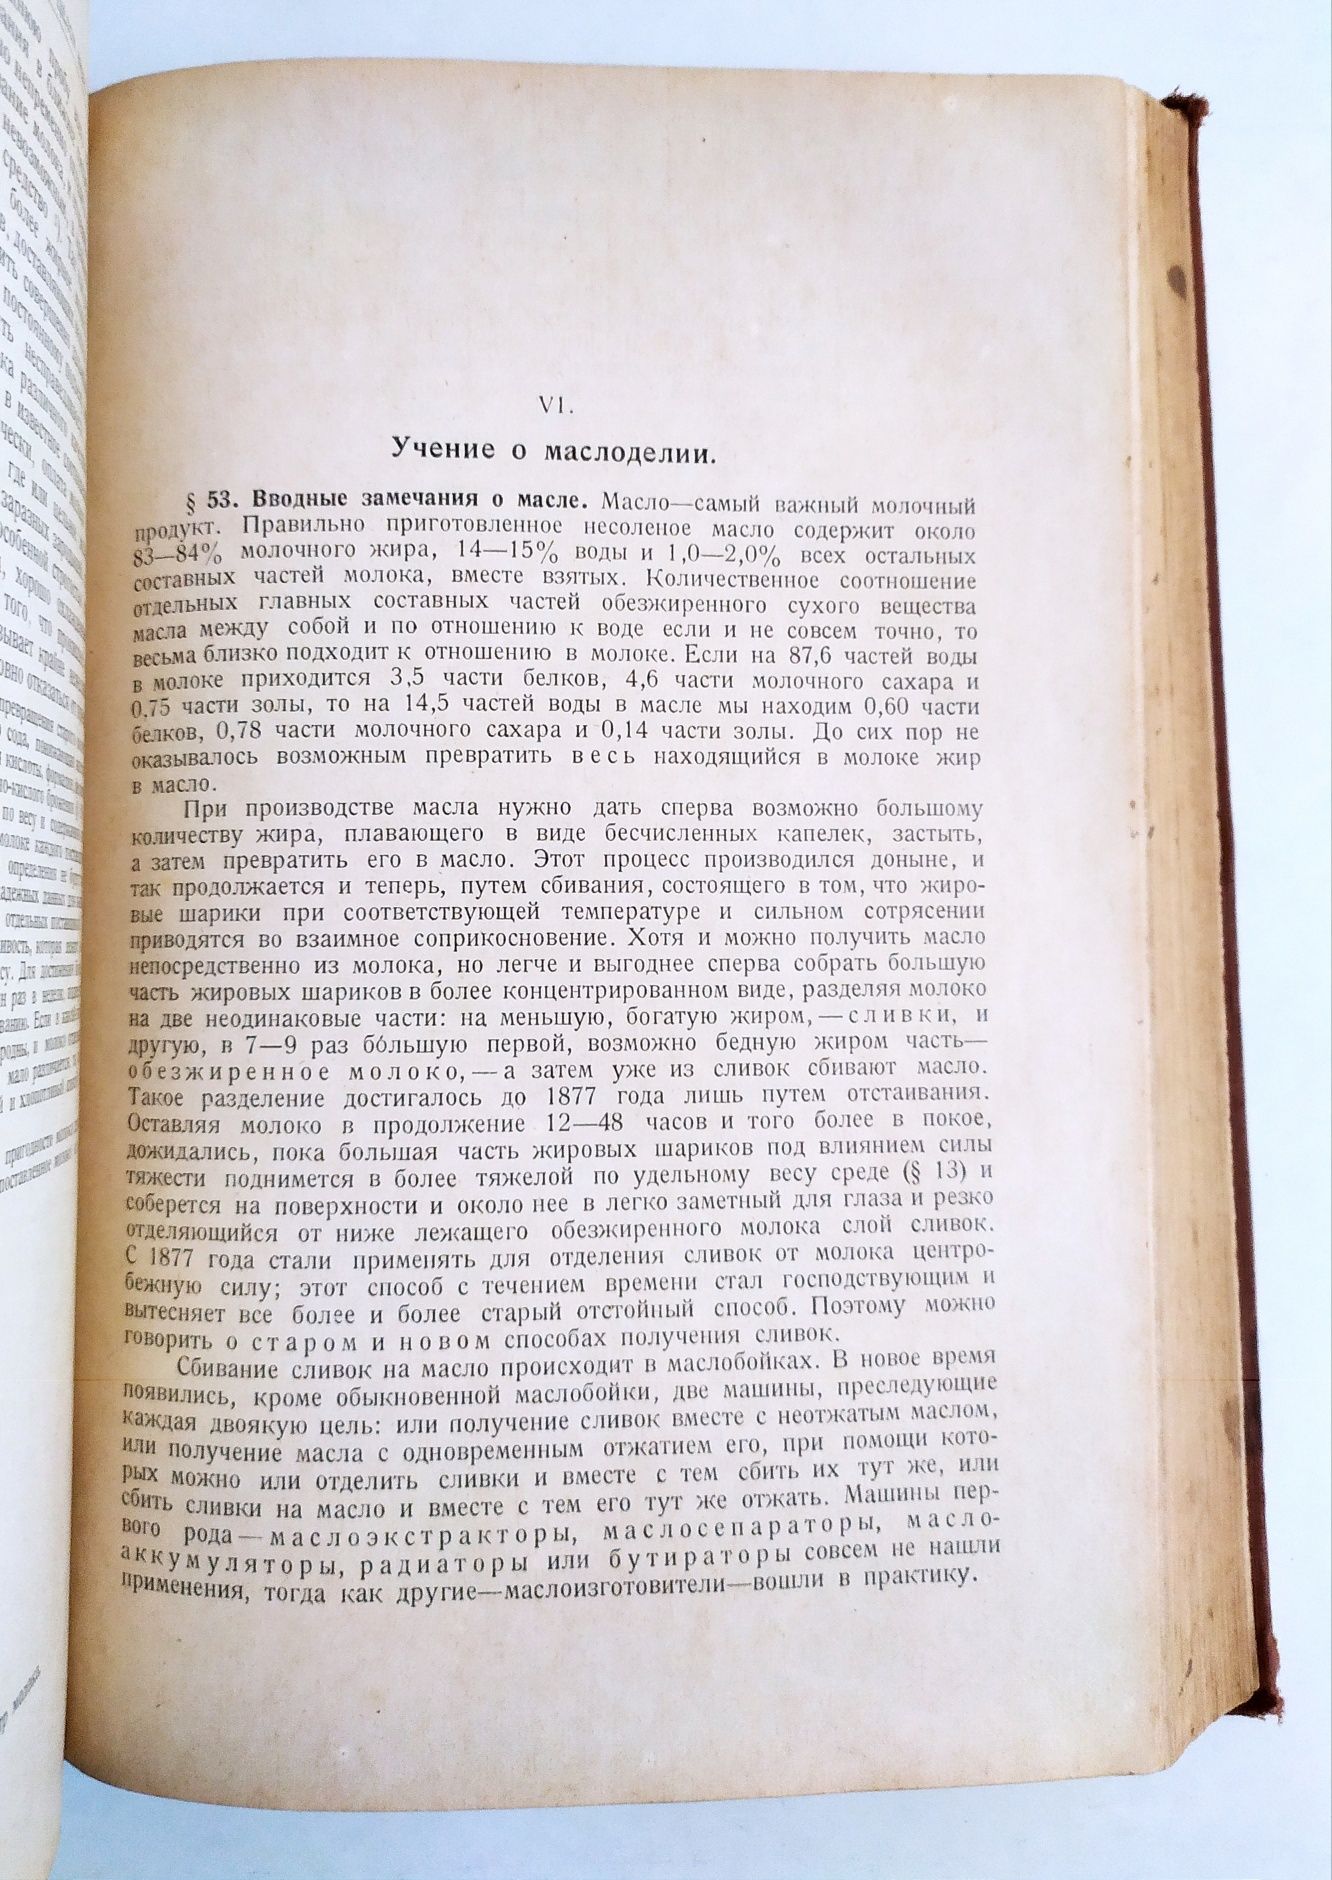 VI.
Учение о маслоделии.
§ 53. Вводные замечания о масле. Масло—самый важный молочный
продукт. Правильно приготовленное несоленое масло содержит около
83—84% молочного жира, 14—15% воды и 1,0—2,0% всех остальных
составных частей молока, вместе взятых. Количественное соотношение
отдельных главных составных частей обезжиренного сухого вещества
масла между собой и по отношению к воде если и не совсем точно, то
весьма близко подходит к отношению в молоке. Если на 87,6 частей воды
в молоке приходится 3,5 части белков, 4,6 части молочного сахара и
0,75 части золы, то на 14,5 частей воды в масле мы находим 0,60 части
белков, 0,78 части молочного сахара и 0,14 части золы. До сих пор не
оказывалось возможным превратить весь находящийся в молоке жир
в масло.
При производстве масла нужно дать сперва возможно большому
количеству жира, плавающего в виде бесчисленных капелек, застыть,
а затем превратить его в масло. Этот процесс производился доныне, и
так продолжается и теперь, путем сбивания, состоящего в том, что жиро-
вые шарики при соответствующей температуре и сильном сотрясении
приводятся во взаимное соприкосновение. Хотя и можно получить масло
непосредственно из молока, но легче и выгоднее сперва собрать большую
часть жировых шариков в более концентрированном виде, разделяя молоко
на две неодинаковые части: на меньшую, богатую жиром,—сливки, и
другую, в 7—9 раз бо́льшую первой, возможно бедную жиром часть—
обезжиренное молоко,—а затем уже из сливок сбивают масло.
Такое разделение достигалось до 1877 года лишь путем отстаивания.
Оставляя молоко в продолжение 12—48 часов и того более в покое,
дожидались, пока большая часть жировых шариков под влиянием силы
тяжести поднимется в более тяжелой по удельному весу среде (§ 13) и
соберется на поверхности и около нее в легко заметный для глаза и резко
отделяющийся от ниже лежащего обезжиренного молока слой сливок.
С 1877 года стали применять для отделения сливок от молока центро-
бежную силу; этот способ с течением времени стал господствующим и
вытесняет все более и более старый отстойный способ. Поэтому можно
говорить о старом и новом способах получения сливок.
Сбивание сливок на масло происходит в маслобойках. В новое время
появились, кроме обыкновенной маслобойки, две машины, преследующие
каждая двоякую цель: или получение сливок вместе с неотжатым маслом,
или получение масла с одновременным отжатием его, при помощи кото-
рых можно или отделить сливки и вместе с тем сбить их тут же, или
сбить сливки на масло и вместе с тем его тут же отжать. Машины пер-
вого рода—маслоэкстракторы, маслосепараторы, масло-
аккумуляторы, радиаторы или бутираторы совсем не нашли
применения, тогда как другие—маслоизготовители—вошли в практику.